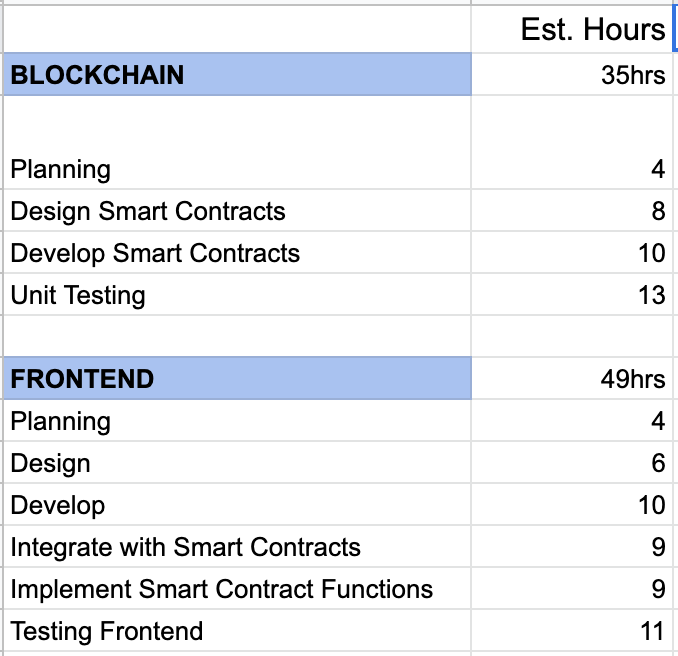 Est. Hours
BLOCKCHAIN 35hrs
Planning 4
Design Smart Contracts 8
Develop Smart Contracts 10
Unit Testing 13
FRONTEND 49hrs
Planning 4
Design 6
Develop 10
Integrate with Smart Contracts 9
Implement Smart Contract Functions 9
Testing Frontend 11